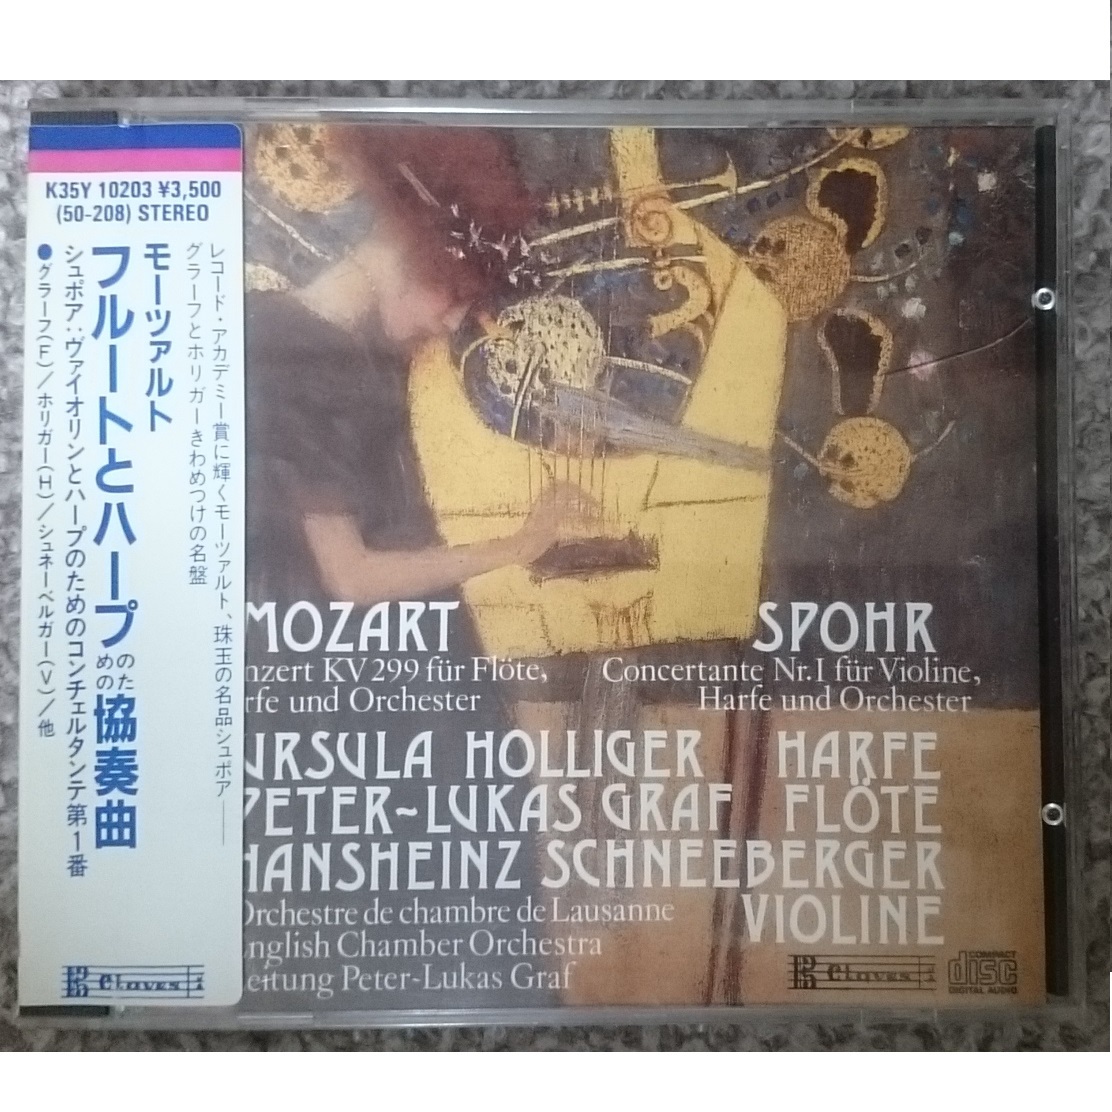 K35Y 10203 ¥3,500
(50-208) STEREO
レコード・アカデミー賞に輝くモーツァルト、珠玉の名品シュポア——
グラーフとホリガーきわめつけの名盤
モーツァルト
フルートとハープのための協奏曲
シュポア:ヴァイオリンとハープのためのコンチェルタンテ第1番
●グラーフ(F)/ホリガー(H)/シュネーベルガー(V)/他
Claves
MOZART
nzert KV 299 für Flöte,
rfe und Orchester
SPOHR
Concertante Nr.1 für Violine,
Harfe und Orchester
URSULA HOLLIGER HARFE
PETER-LUKAS GRAF FLÖTE
HANSHEINZ SCHNEEBERGER
VIOLINE
Orchestre de chambre de Lausanne
English Chamber Orchestra
Leitung Peter-Lukas Graf
Claves
COMPACT
disc
DIGITAL AUDIO